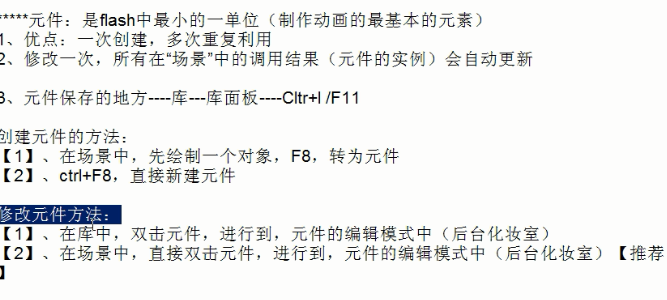 *****元件：是flash中最小的一单位（制作动画的最基本的元素）
1、优点：一次创建，多次重复利用
2、修改一次，所有在“场景”中的调用结果（元件的实例）会自动更新
3、元件保存的地方----库---库面板----Cltr+l /F11
创建元件的方法：
【1】、在场景中，先绘制一个对象，F8，转为元件
【2】、ctrl+F8，直接新建元件
修改元件方法：
【1】、在库中，双击元件，进行到，元件的编辑模式中（后台化妆室）
【2】、在场景中，直接双击元件，进行到，元件的编辑模式中（后台化妆室）【推荐
】